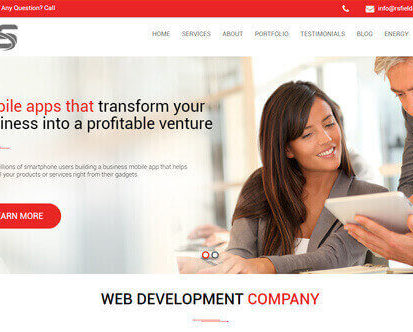 Any Question? Call info@rsfield
S
HOME SERVICES ABOUT PORTFOLIO TESTIMONIALS BLOG ENERGY
bile apps that transform your
iness into a profitable venture
illions of smartphone users building a business mobile app that helps
l your products or services right from their gadgets
EARN MORE
WEB DEVELOPMENT COMPANY